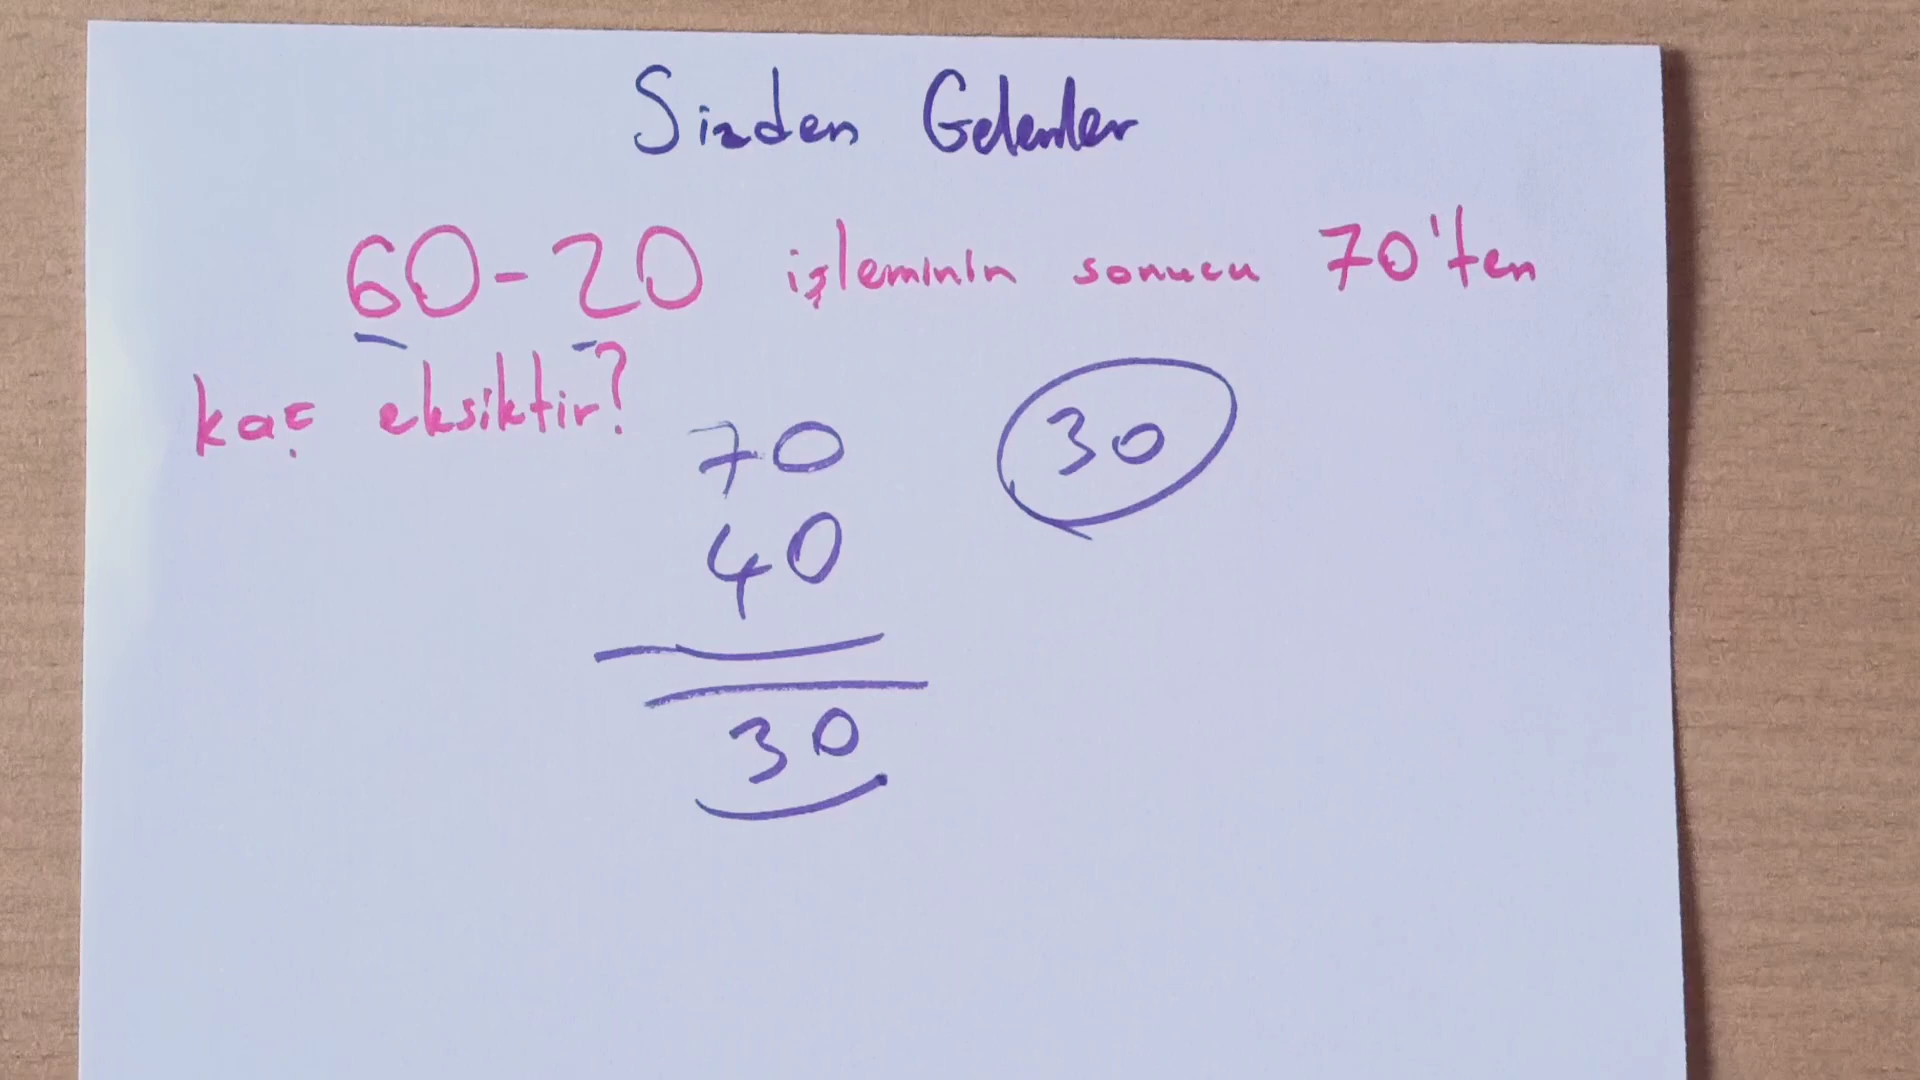 Sizden Gelenler
60-20 işleminin sonucu 70'ten
kaç eksiktir?
70
30
40
30